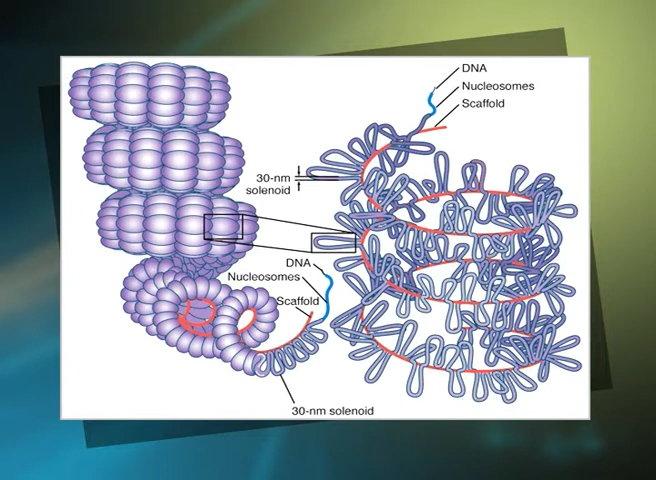 DNA
Nucleosomes
Scaffold
30-nm
solenoid
DNA
Nucleosomes
Scaffold
30-nm solenoid